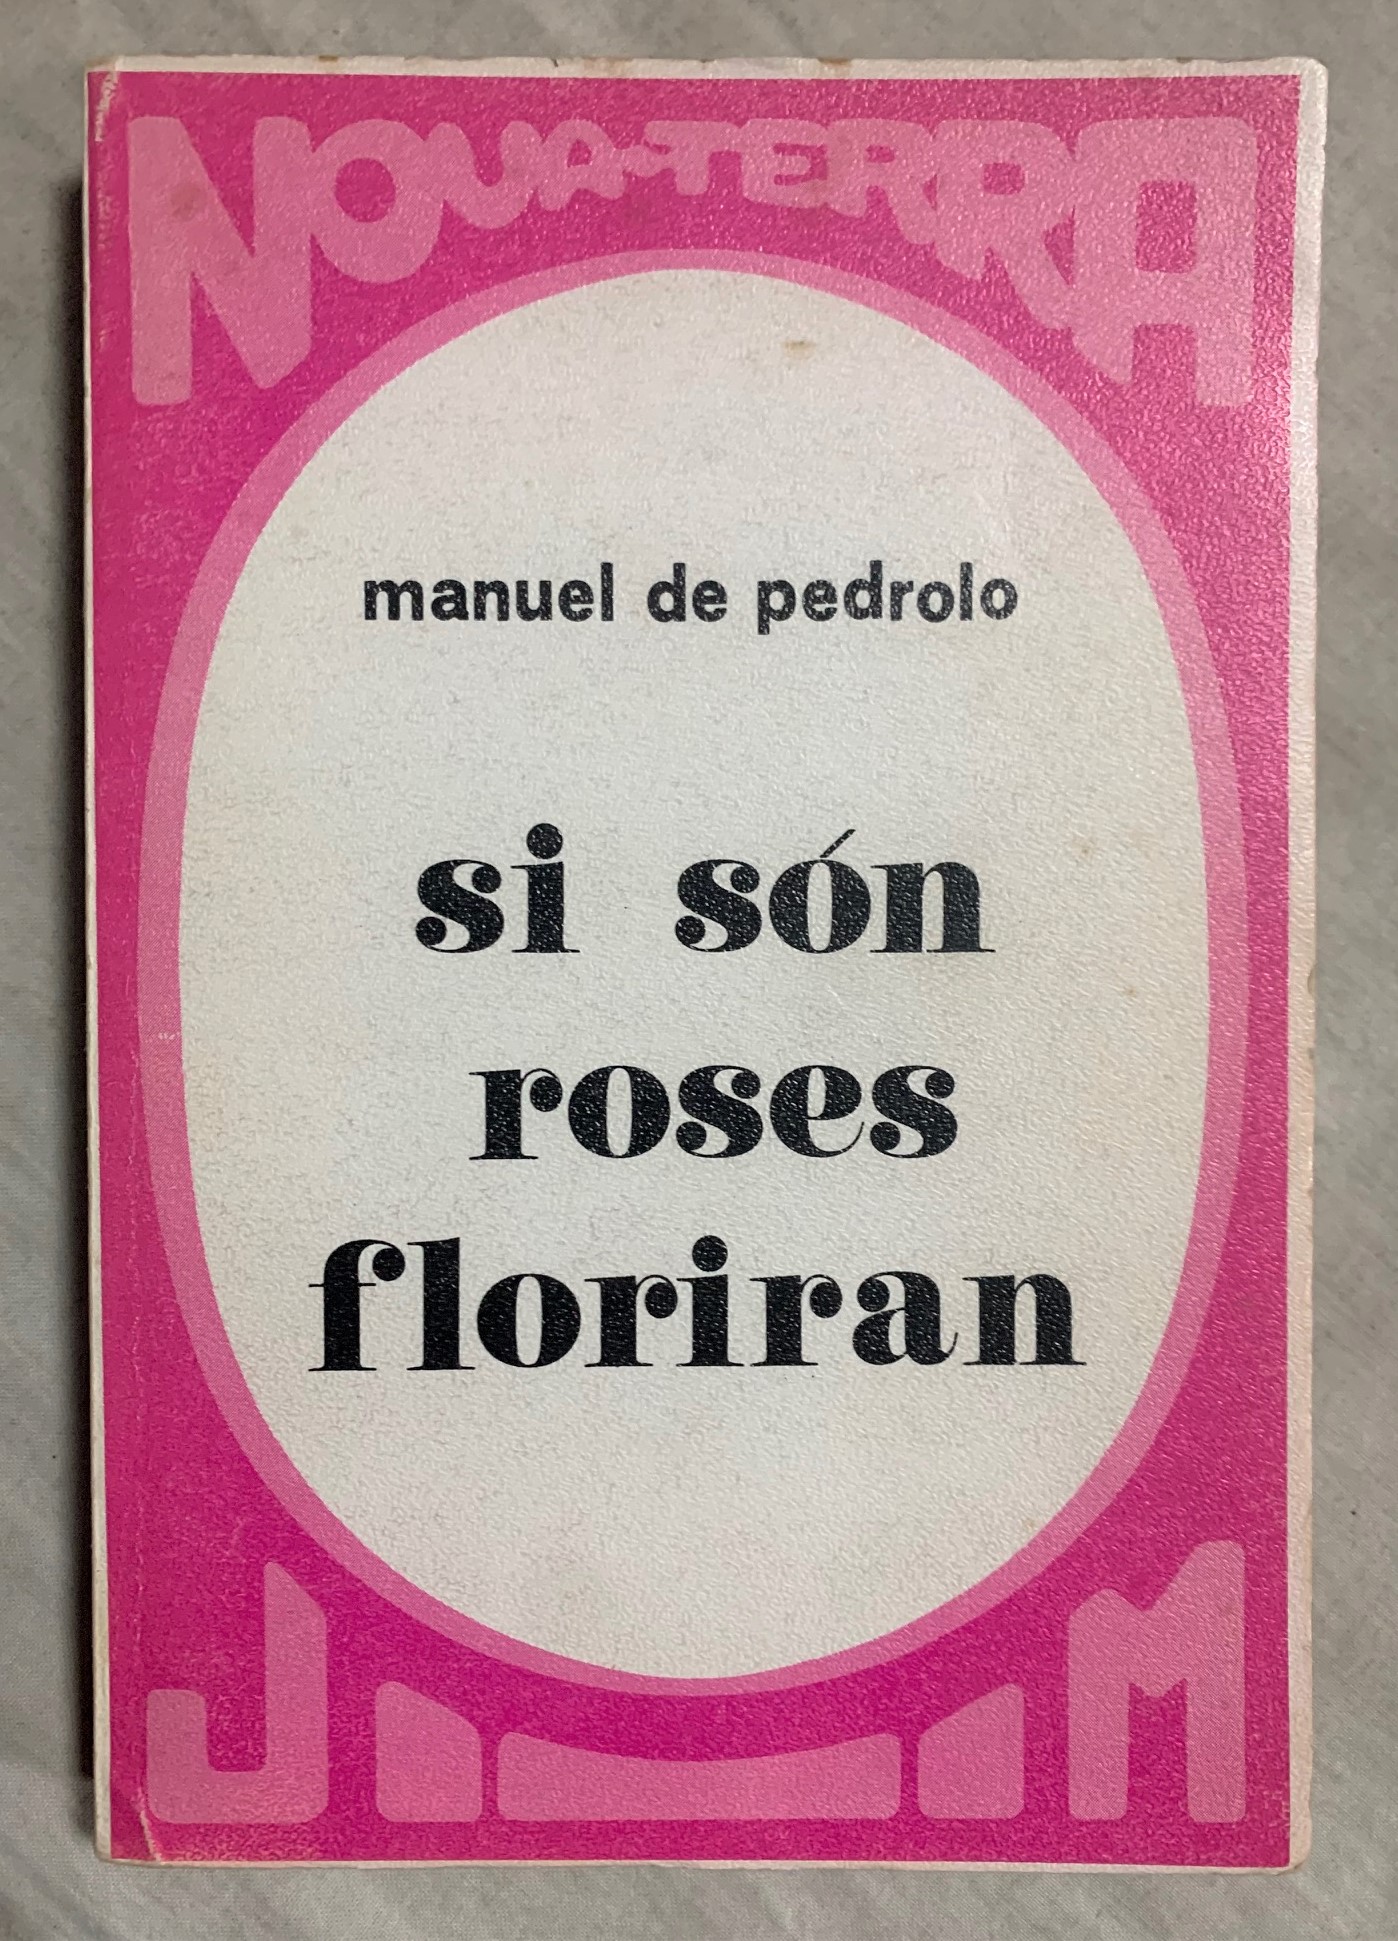 NOVA-TERRA
manuel de pedrolo
si són
roses
floriran
J M